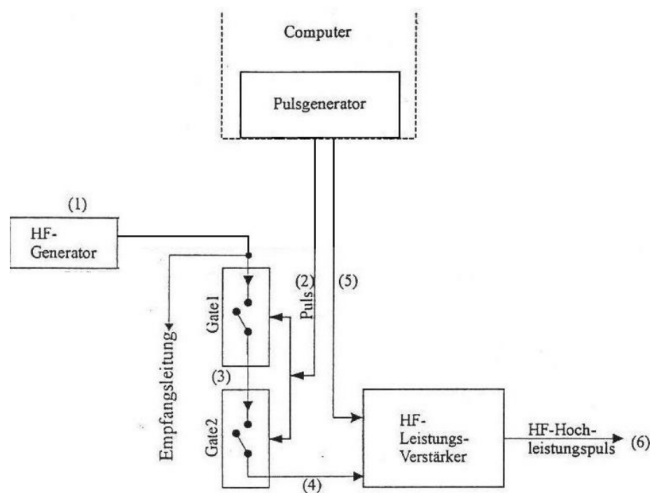 Computer
Pulsgenerator
(1)
HF-
Generator
(2)
Puls
(5)
Gate1
Empfangsleitung
(3)
Gate2
HF-
Leistungs-
Verstärker
HF-Hoch-
leistungspuls
(6)
(4)